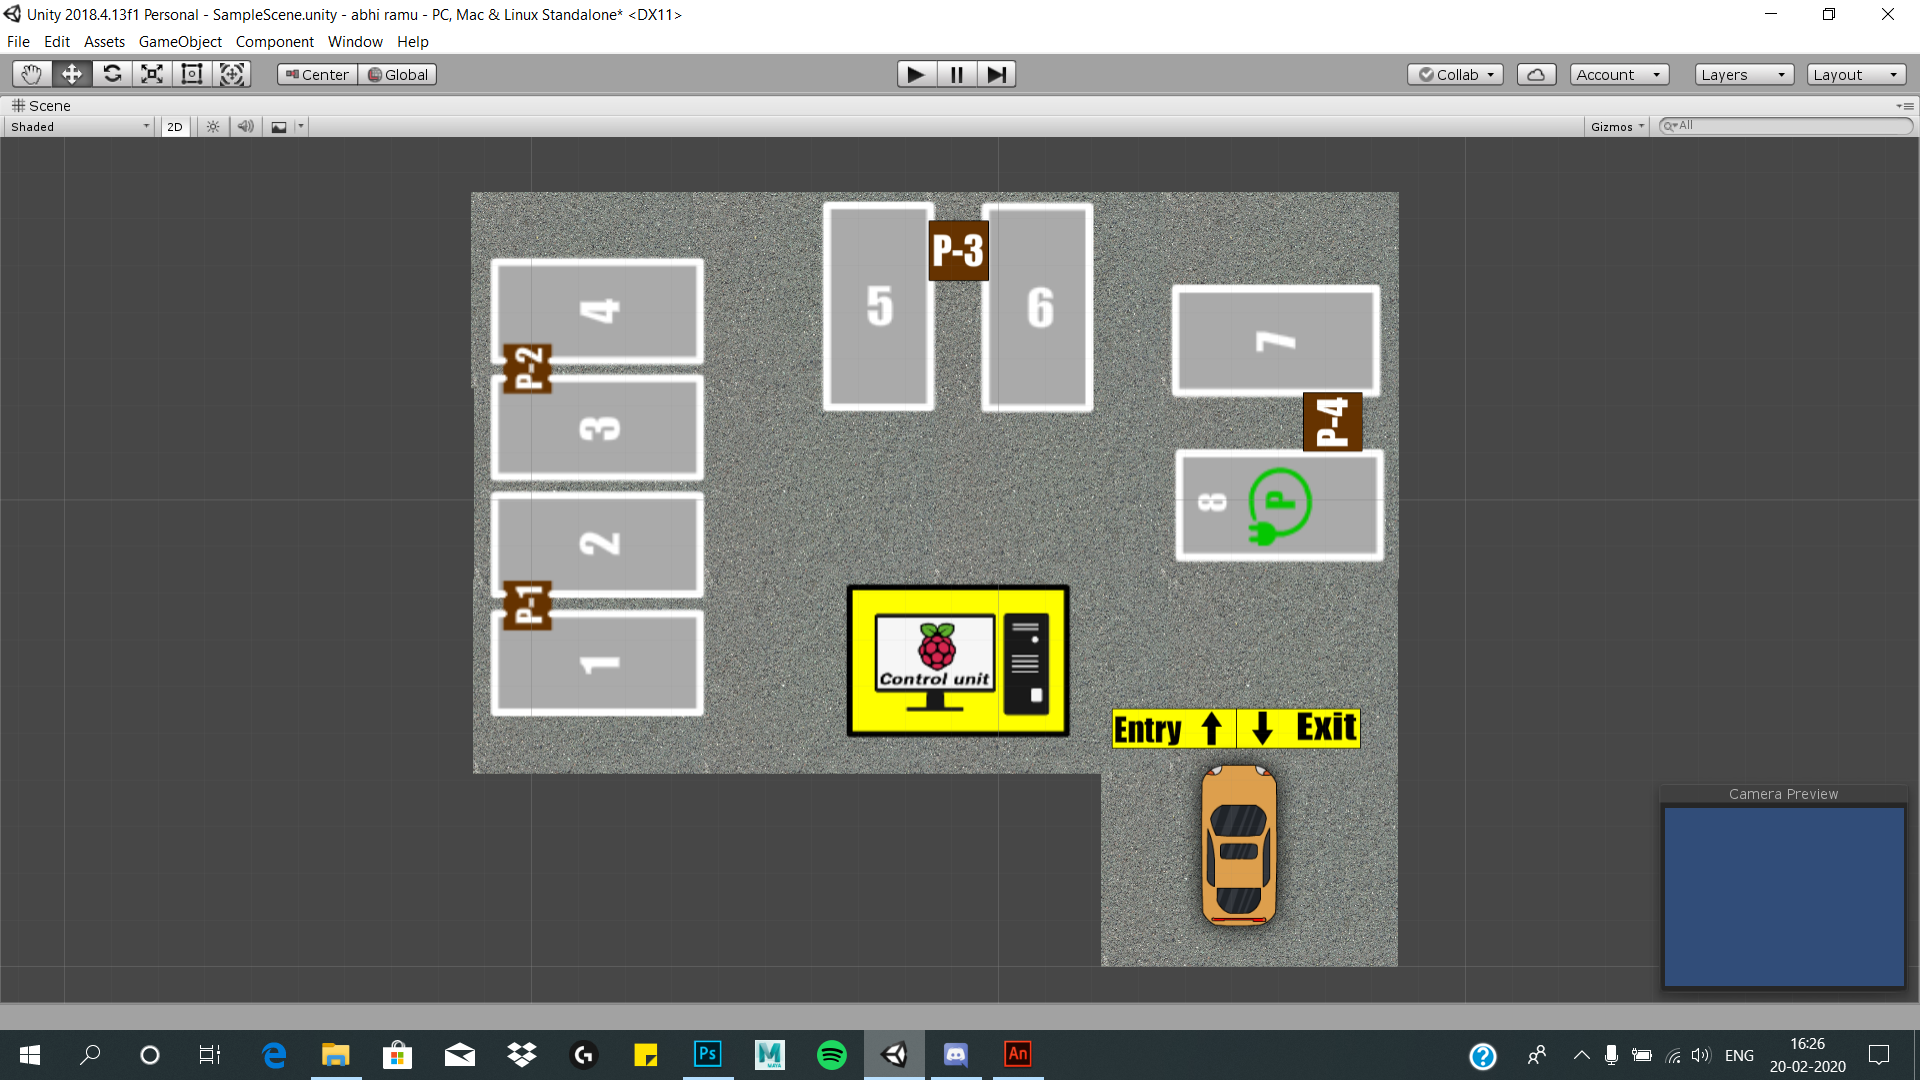 Unity 2018.4.13f1 Personal - SampleScene.unity - abhi ramu - PC, Mac & Linux Standalone* <DX11>
File Edit Assets GameObject Component Window Help
Center Global Collab Account Layers Layout
Scene
Shaded 2D Gizmos All
P-3
4
5
6
P-2
7
3
P-4
8
P
2
P-1
1
Control unit
Entry Exit
Camera Preview
Ps
M
MAYA
An
ENG
16:26
20-02-2020